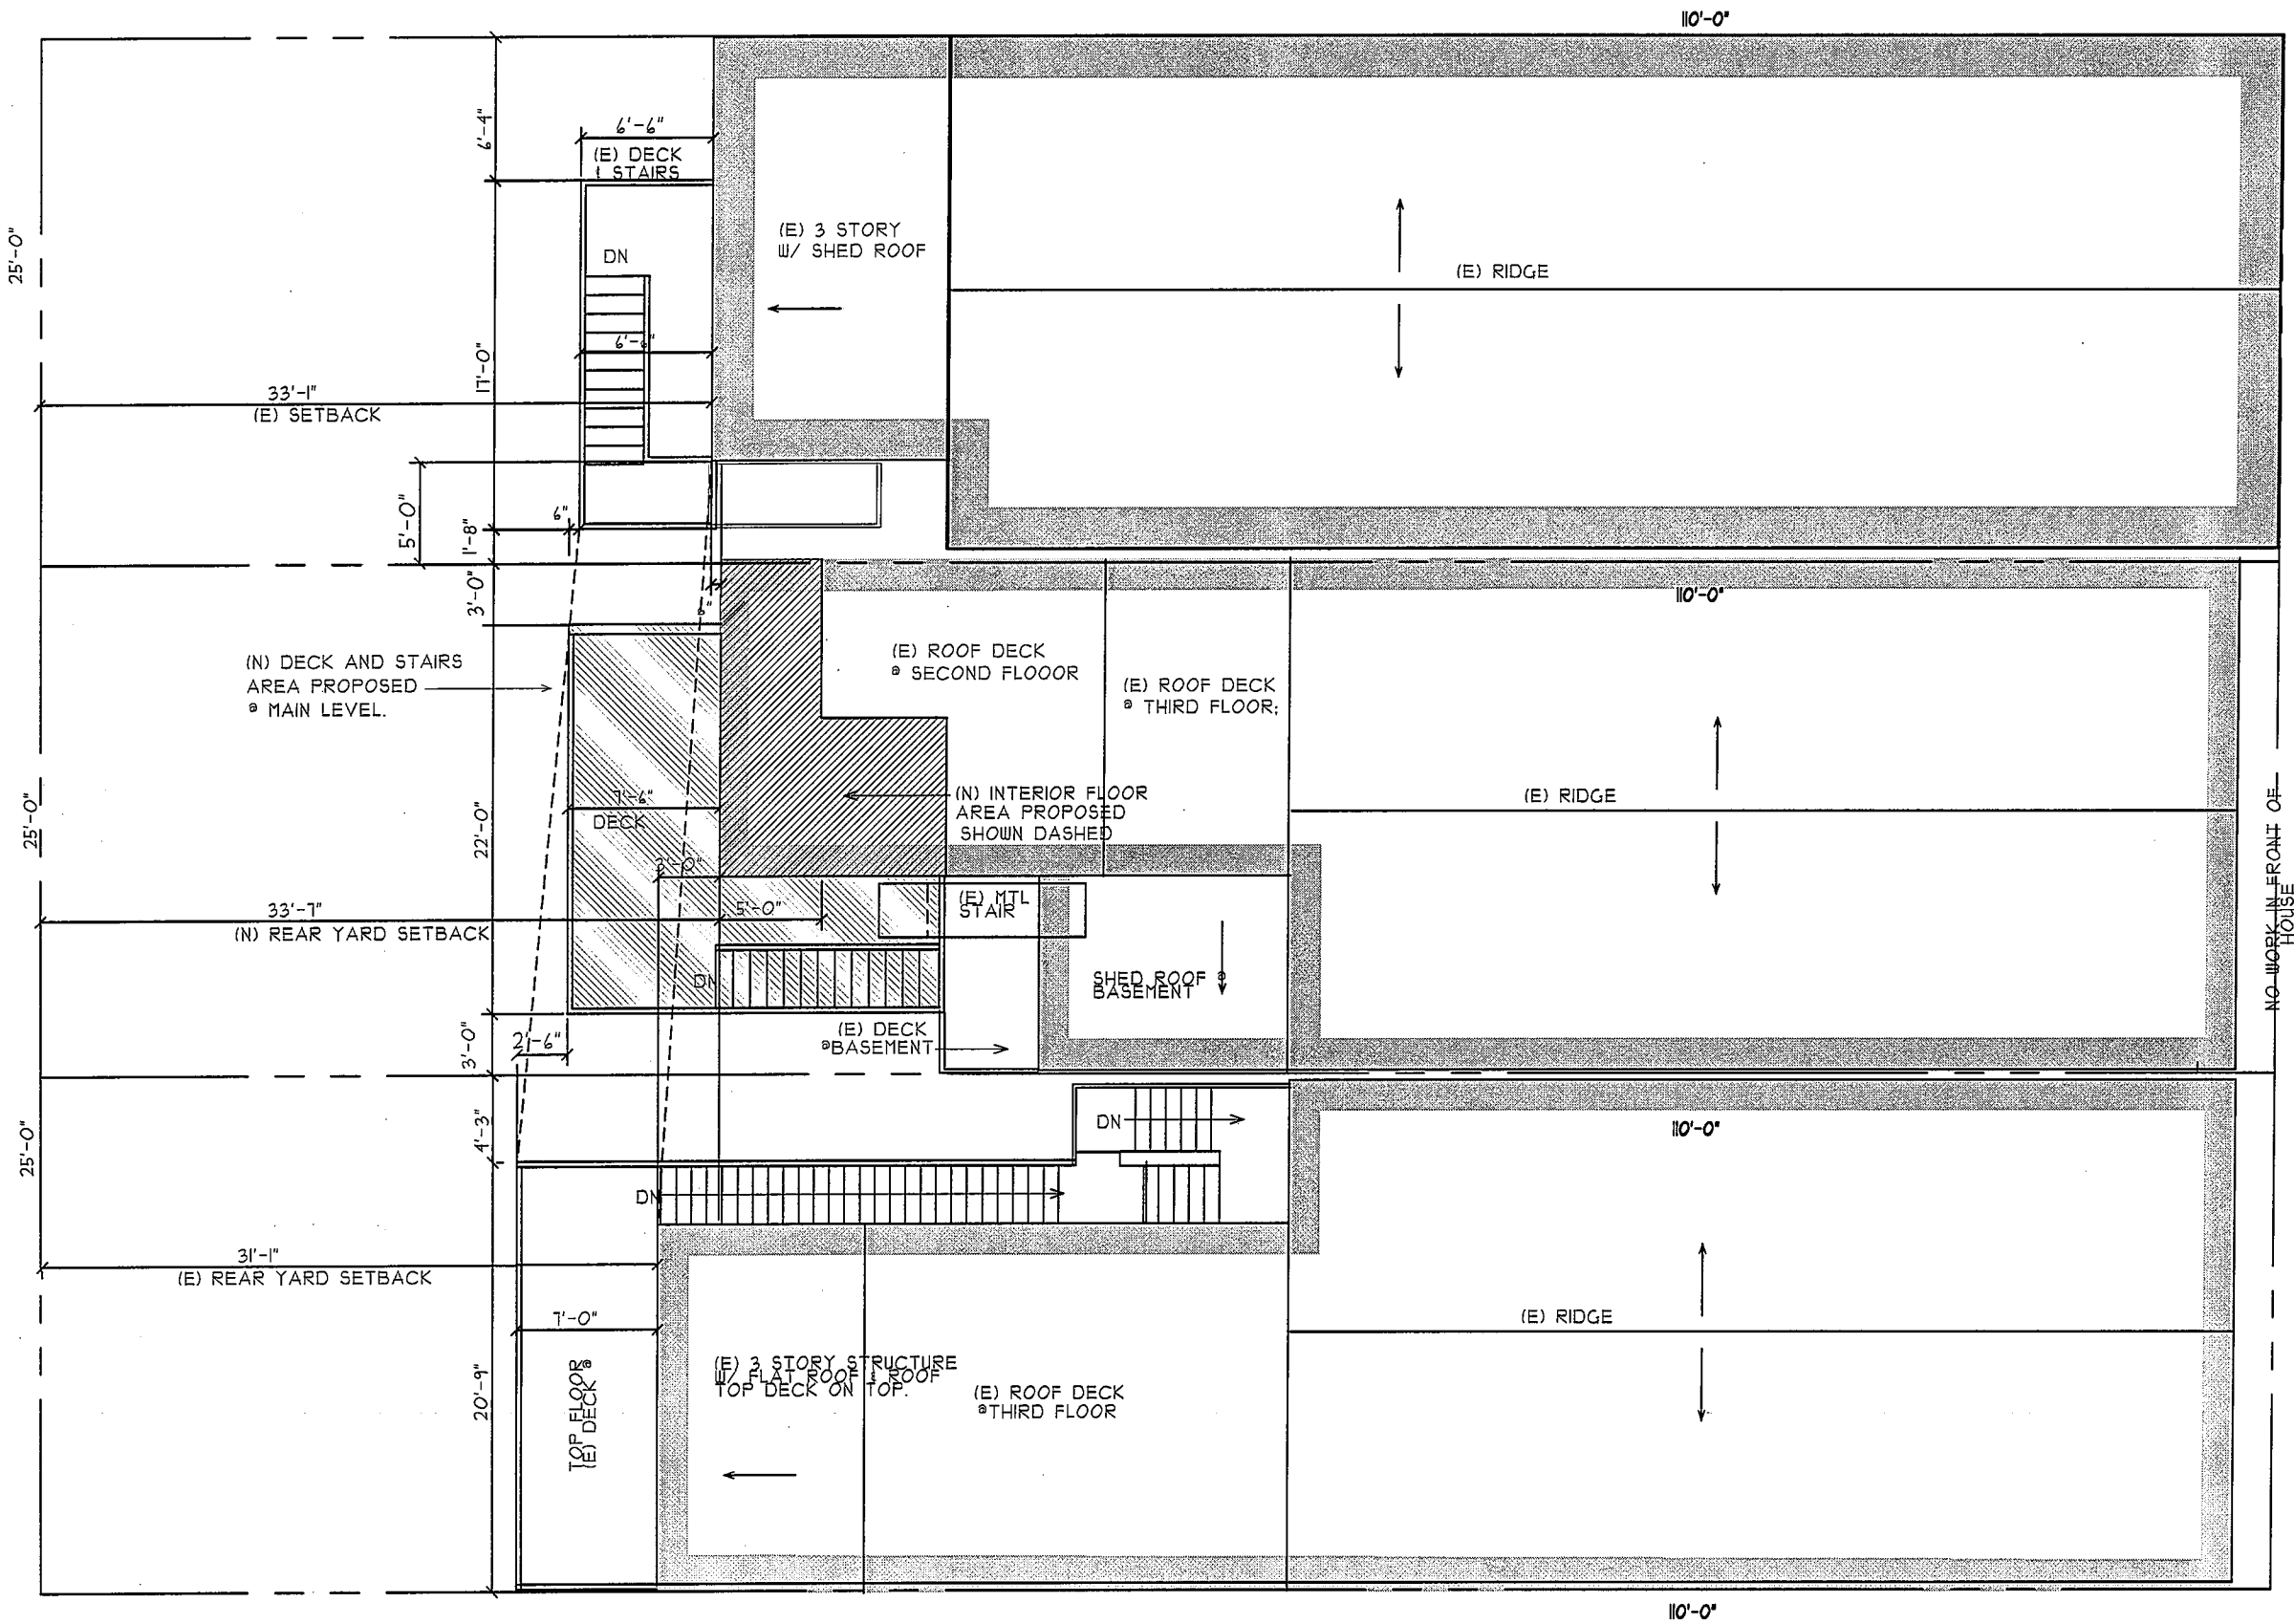 110'-0"
6'-4"
6'-6"
(E) DECK
& STAIRS
25'-0"
DN
(E) 3 STORY
W/ SHED ROOF
(E) RIDGE
17'-0"
33'-1"
(E) SETBACK
5'-0"
6"
1'-8"
3'-0"
6"
110'-0"
(N) DECK AND STAIRS
AREA PROPOSED
@ MAIN LEVEL.
(E) ROOF DECK
@ SECOND FLOOOR
(E) ROOF DECK
@ THIRD FLOOR;
25'-0"
22'-0"
7'-6"
DECK
(N) INTERIOR FLOOR
AREA PROPOSED
SHOWN DASHED
(E) RIDGE
NO WORK IN FRONT OF
HOUSE
33'-7"
(N) REAR YARD SETBACK
5'-0"
(E) MTL
STAIR
DN
SHED ROOF @
BASEMENT
(E) DECK
@BASEMENT
2'-6"
3'-0"
25'-0"
4'-3"
DN
110'-0"
DN
31'-1"
(E) REAR YARD SETBACK
7'-0"
(E) RIDGE
20'-9"
TOP FLOOR
(E) DECK @
(E) 3 STORY STRUCTURE
W/ FLAT ROOF & ROOF
TOP DECK ON TOP.
(E) ROOF DECK
@THIRD FLOOR
110'-0"